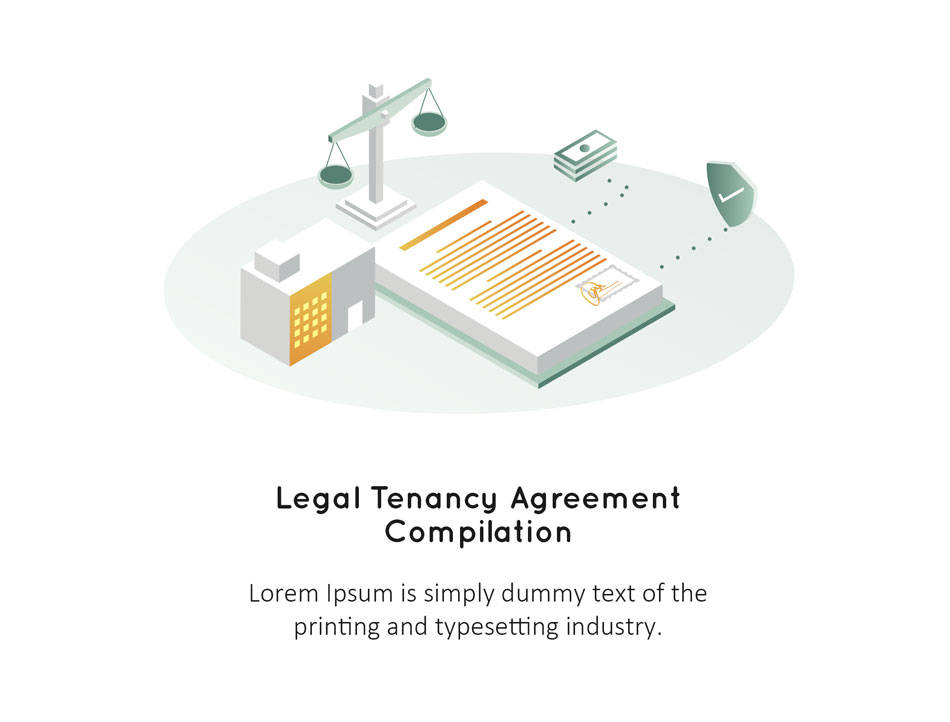 Legal Tenancy Agreement
Compilation
Lorem Ipsum is simply dummy text of the
printing and typesetting industry.